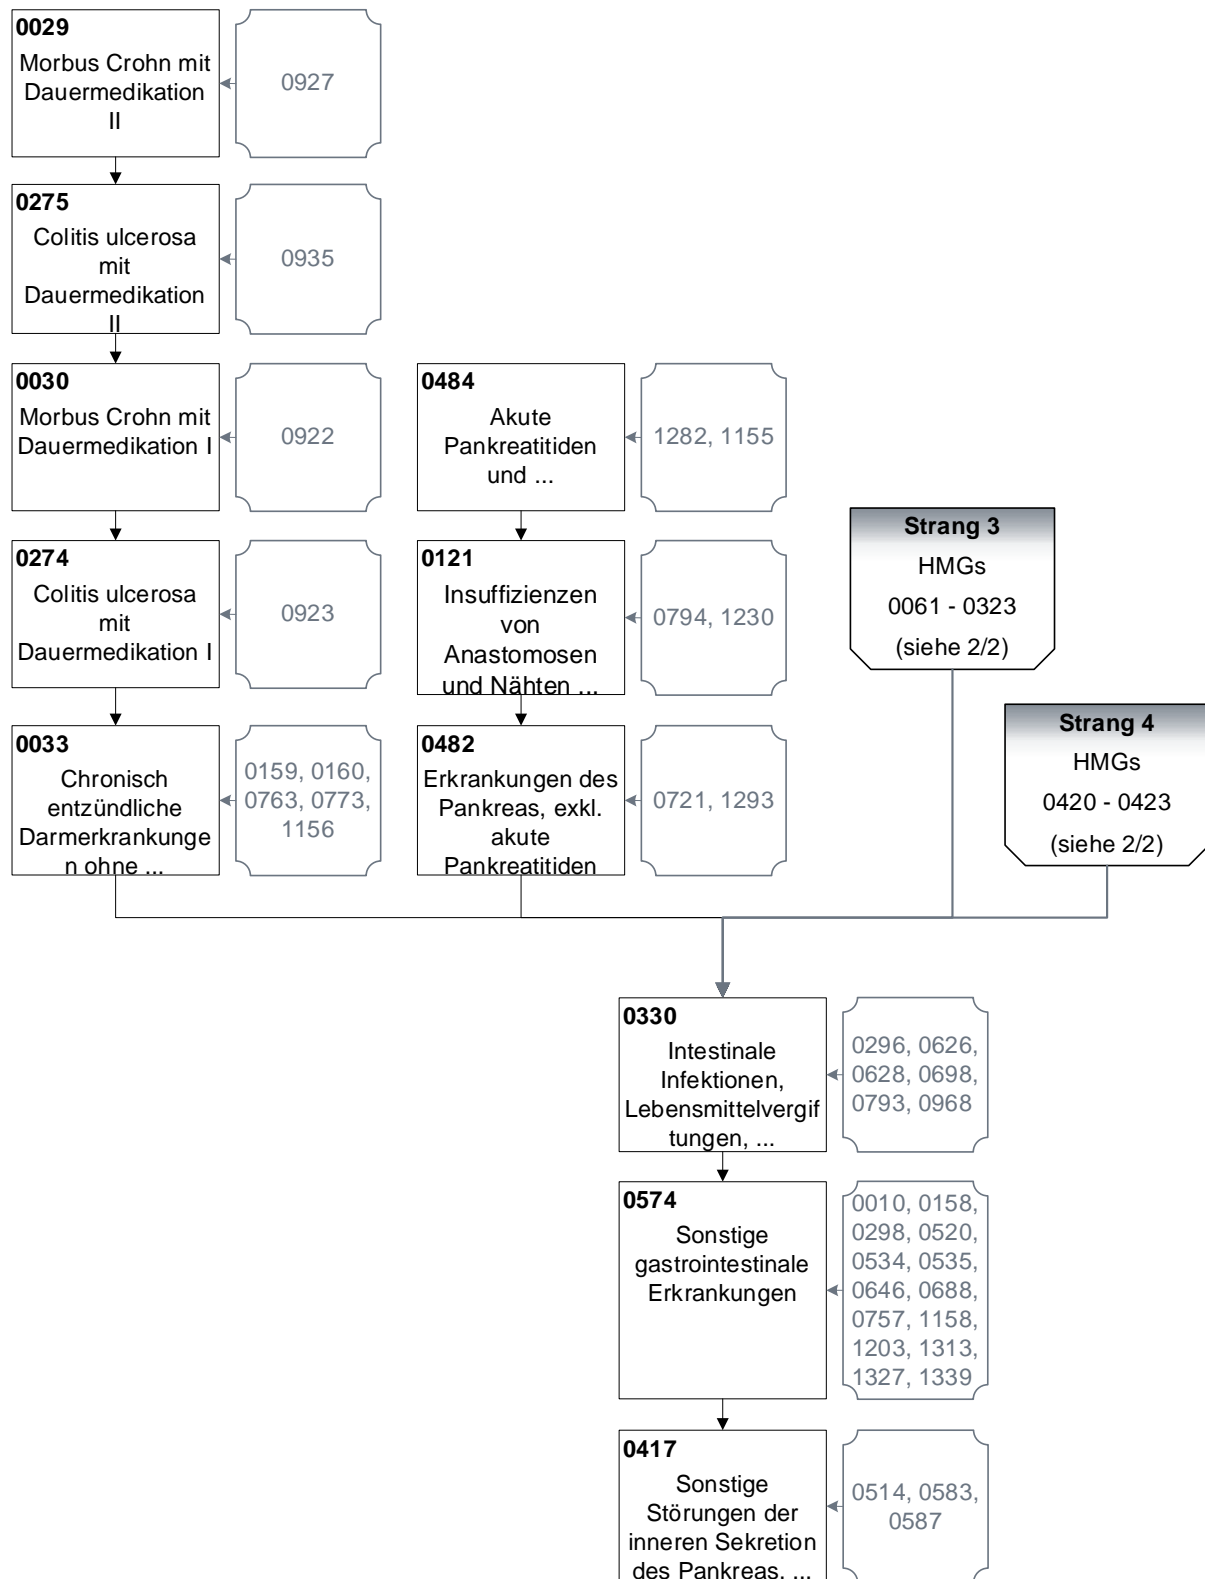 0029
Morbus Crohn mit
Dauermedikation
II
0927
0275
Colitis ulcerosa
mit
Dauermedikation
II
0935
0030
Morbus Crohn mit
Dauermedikation I
0922
0484
Akute
Pankreatitiden
und ...
1282, 1155
0274
Colitis ulcerosa
mit
Dauermedikation I
0923
0121
Insuffizienzen
von
Anastomosen
und Nähten ...
0794, 1230
Strang 3
HMGs
0061 - 0323
(siehe 2/2)
0033
Chronisch
entzündliche
Darmerkrankunge
n ohne ...
0159, 0160,
0763, 0773,
1156
0482
Erkrankungen des
Pankreas, exkl.
akute
Pankreatitiden
0721, 1293
Strang 4
HMGs
0420 - 0423
(siehe 2/2)
0330
Intestinale
Infektionen,
Lebensmittelvergif
tungen, ...
0296, 0626,
0628, 0698,
0793, 0968
0574
Sonstige
gastrointestinale
Erkrankungen
0010, 0158,
0298, 0520,
0534, 0535,
0646, 0688,
0757, 1158,
1203, 1313,
1327, 1339
0417
Sonstige
Störungen der
inneren Sekretion
des Pankreas, ...
0514, 0583,
0587